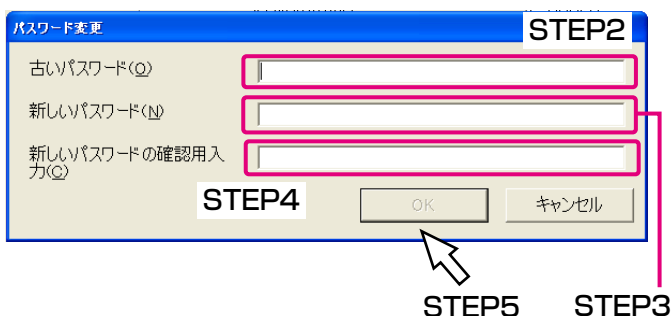 パスワード変更
STEP2
古いパスワード(O)
新しいパスワード(N)
新しいパスワードの確認用入
力(C)
STEP4
OK
キャンセル
STEP5
STEP3